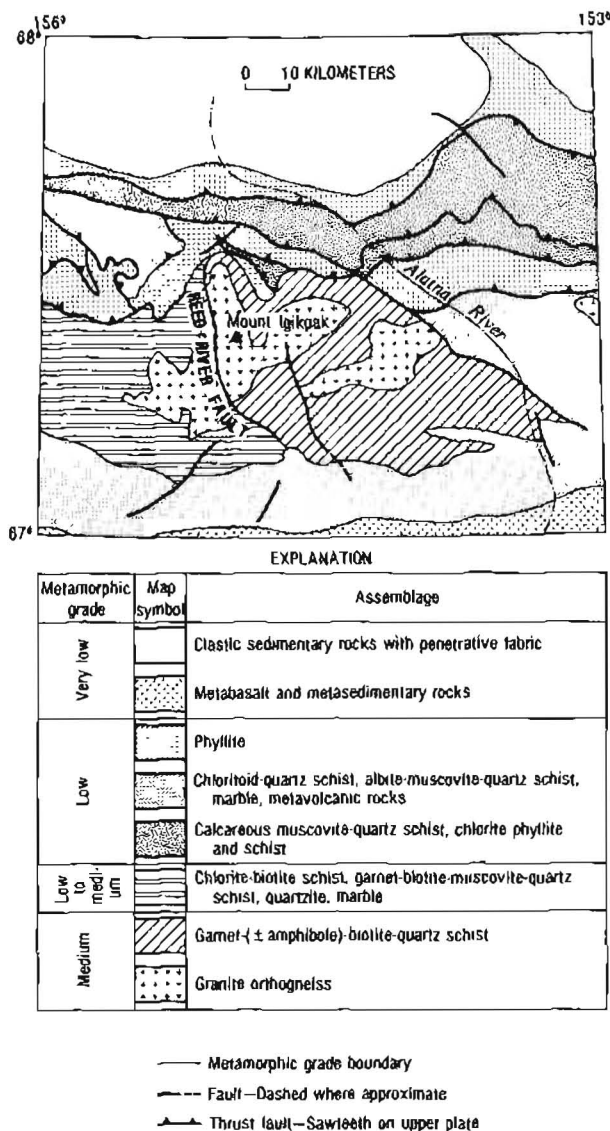 156° 153°
68°
0 10 KILOMETERS
Alatna River
Mount Igikpak
REED RIVER FAULT
67°
EXPLANATION
Metamorphic grade
Map symbol
Assemblage
Very low
Clastic sedimentary rocks with penetrative fabric
Metabasalt and metasedimentary rocks
Low
Phyllite
Chloritoid-quartz schist, albite-muscovite-quartz schist,
marble, metavolcanic rocks
Calcareous muscovite-quartz schist, chlorite phyllite
and schist
Low to medi-um
Chlorite-biotite schist, garnet-biotite-muscovite-quartz
schist, quartzite, marble
Medium
Garnet-(± amphibole)-biotite-quartz schist
Granite orthogneiss
Metamorphic grade boundary
Fault—Dashed where approximate
Thrust fault—Sawteeth on upper plate